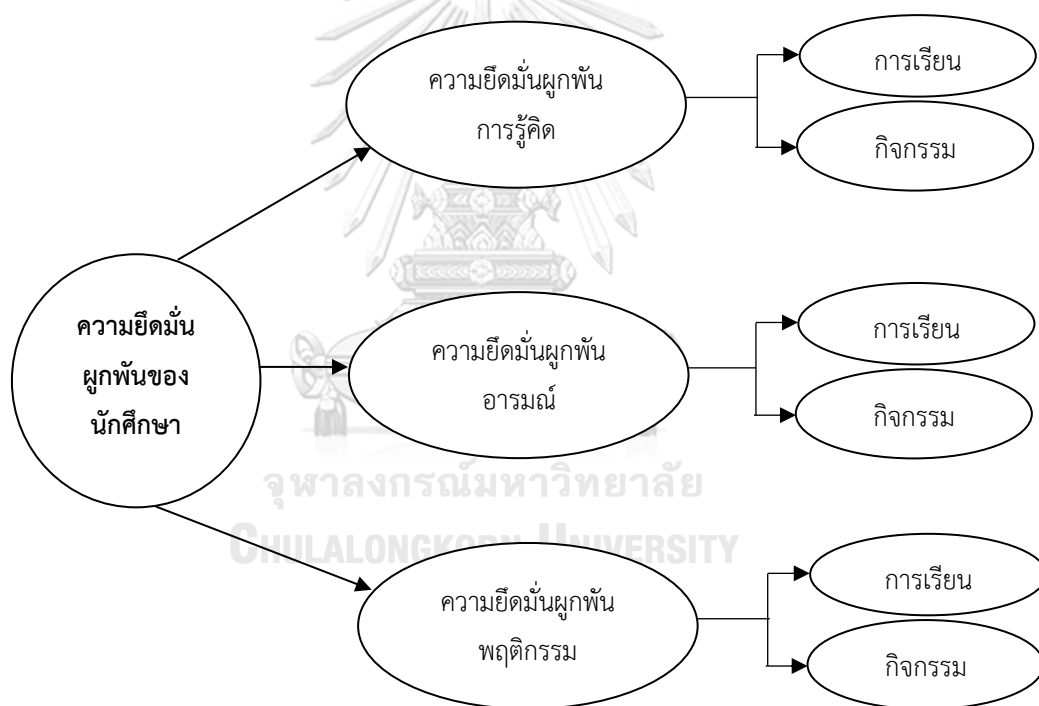 ความยึดมั่นผูกพัน
การรู้คิด
การเรียน
กิจกรรม
ความยึดมั่น
ผูกพันของ
นักศึกษา
ความยึดมั่นผูกพัน
อารมณ์
การเรียน
กิจกรรม
จุฬาลงกรณ์มหาวิทยาลัย
CHULALONGKORN UNIVERSITY
ความยึดมั่นผูกพัน
พฤติกรรม
การเรียน
กิจกรรม